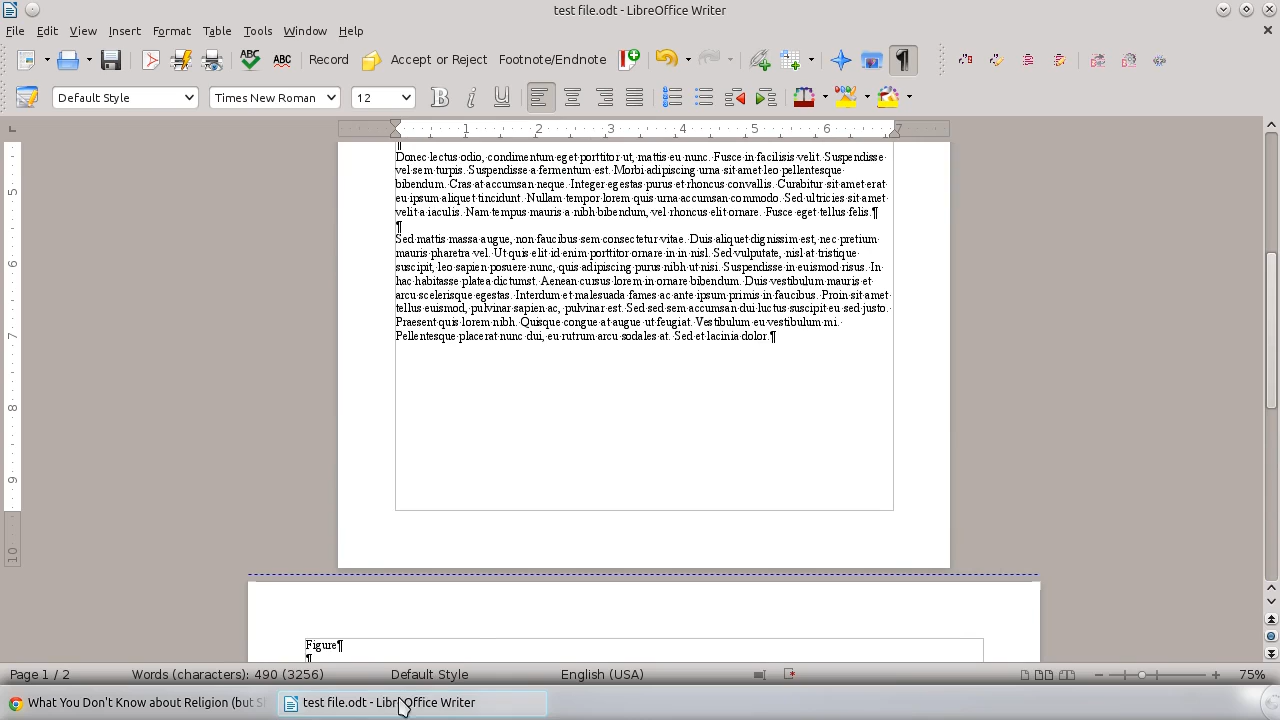 test file.odt - LibreOffice Writer
File Edit View Insert Format Table Tools Window Help
Record Accept or Reject Footnote/Endnote
Default Style Times New Roman 12
1 2 3 4 5 6 7
¶
Donec lectus odio, condimentum eget porttitor ut, mattis eu nunc. Fusce in facilisis velit. Suspendisse
vel sem turpis. Suspendisse a fermentum est. Morbi adipiscing urna sit amet leo pellentesque
bibendum. Cras at accumsan neque. Integer egestas purus et rhoncus convallis. Curabitur sit amet erat
eu ipsum aliquet tincidunt. Nullam tempor lorem quis urna accumsan commodo. Sed ultricies sit amet
velit a iaculis. Nam tempus mauris a nibh bibendum, vel rhoncus elit ornare. Fusce eget tellus felis.¶
¶
Sed mattis massa augue, non faucibus sem consectetur vitae. Duis aliquet dignissim est, nec pretium
mauris pharetra vel. Ut quis elit id enim porttitor ornare in in nisl. Sed vulputate, nisl at tristique
suscipit, leo sapien posuere nunc, quis adipiscing purus nibh ut nisi. Suspendisse in euismod risus. In
hac habitasse platea dictumst. Aenean cursus lorem in ornare bibendum. Duis vestibulum mauris et
arcu scelerisque egestas. Interdum et malesuada fames ac ante ipsum primis in faucibus. Proin sit amet
tellus euismod, pulvinar sapien ac, pulvinar est. Sed sed sem accumsan dui luctus suscipit eu sed justo.
Praesent quis lorem nibh. Quisque congue at augue ut feugiat. Vestibulum eu vestibulum mi.
Pellentesque placerat nunc dui, eu rutrum arcu sodales at. Sed et lacinia dolor.¶
5
6
7
8
9
10
Figure¶
¶
Page 1 / 2 Words (characters): 490 (3256) Default Style English (USA) 75%
What You Don't Know about Religion (but S
test file.odt - LibreOffice Writer